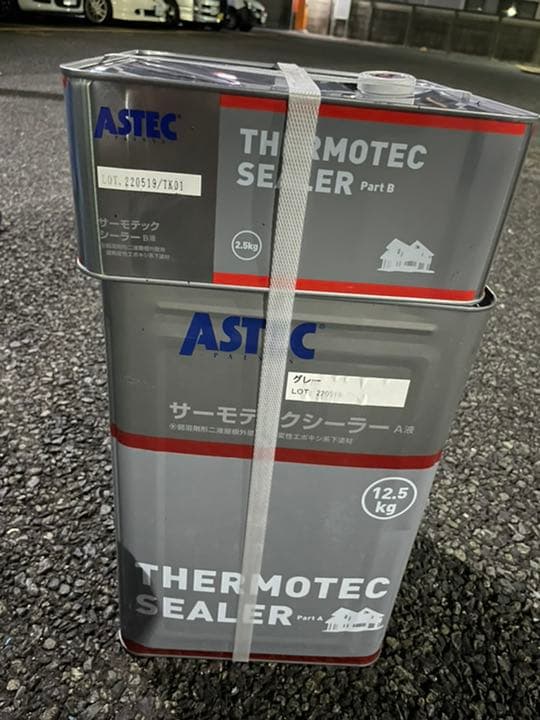 ASTEC
PAINTS
LOT. 220519/TK01
THERMOTEC
SEALER Part B
サーモテック
シーラー B液
2.5kg
ASTEC
PAINTS
グレー
LOT. 220519
サーモテックシーラー A液
12.5
kg
THERMOTEC
SEALER Part A